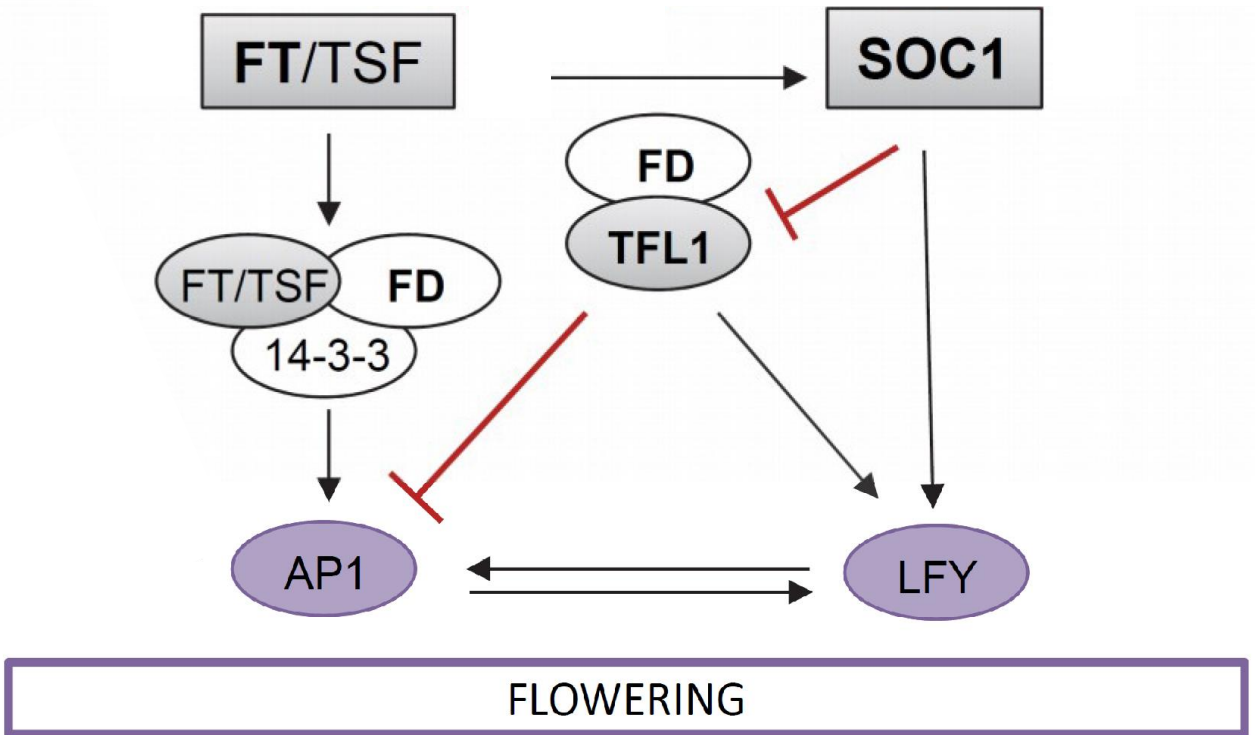 FT/TSF
SOC1
FD
TFL1
FT/TSF
FD
14-3-3
AP1
LFY
FLOWERING